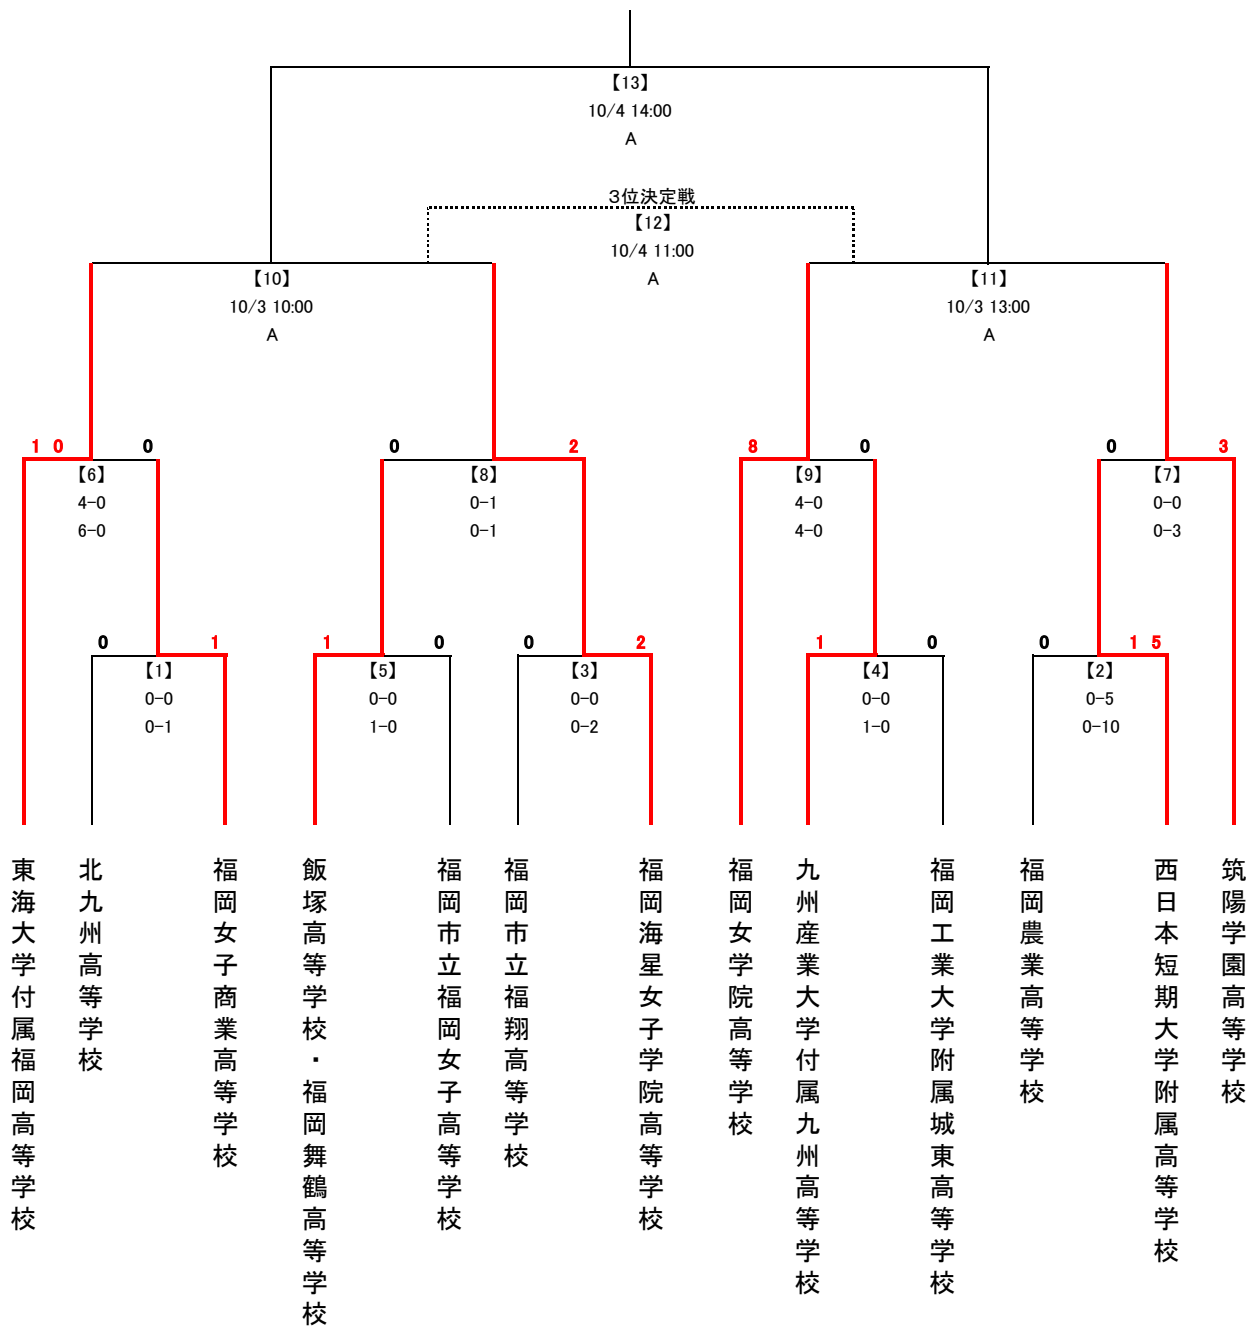 【13】
10/4 14:00
A
３位決定戦
【12】
10/4 11:00
A
【10】
10/3 10:00
A
【11】
10/3 13:00
A
10 0
【6】
4-0
6-0
0 2
【8】
0-1
0-1
8 0
【9】
4-0
4-0
0 3
【7】
0-0
0-3
0 1
【1】
0-0
0-1
1 0
【5】
0-0
1-0
0 2
【3】
0-0
0-2
1 0
【4】
0-0
1-0
0 15
【2】
0-5
0-10
東海大学付属福岡高等学校
北九州高等学校
福岡女子商業高等学校
飯塚高等学校・福岡舞鶴高等学校
福岡市立福岡女子高等学校
福岡市立福翔高等学校
福岡海星女子学院高等学校
福岡女学院高等学校
九州産業大学付属九州高等学校
福岡工業大学附属城東高等学校
福岡農業高等学校
西日本短期大学附属高等学校
筑陽学園高等学校